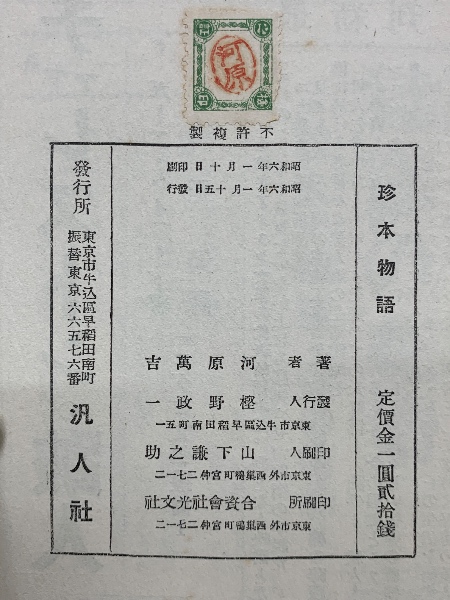 河原
不許複製
珍本物語
定價金一圓貳拾錢
昭和六年一月十日印刷
昭和六年一月十五日發行
著者 河原萬吉
發行人 樫野政一
東京市牛込區早稻田南町五一
印刷人 山下謙之助
東京市外西巢鴨町宮仲二七一二
印刷所 合資會社光文社
東京市外西巢鴨町宮仲二七一二
發行所
東京市牛込區早稻田南町
振替東京六六五七六番
汎人社